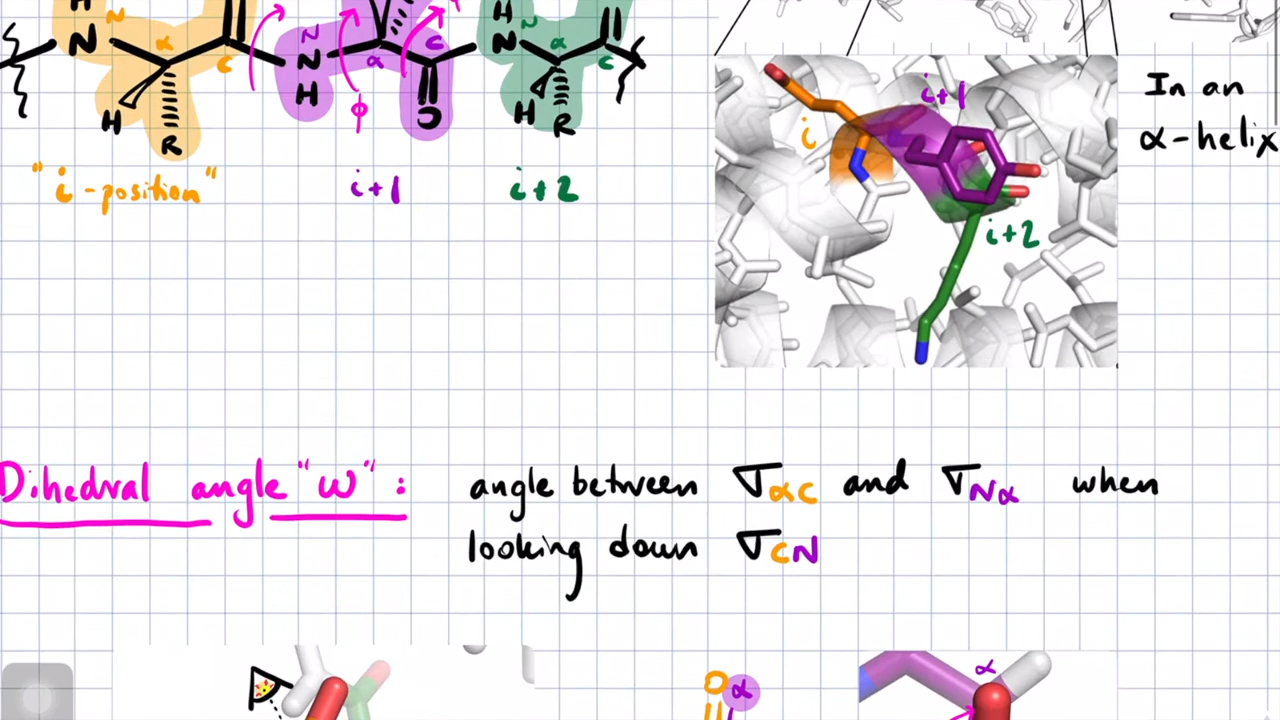 H
N
N
α
C
H
R
N
N
H
α
C
O
ϕ
N
N
α
C
H
R
"i-position"
i+1
i+2
i
i+1
i+2
In an
α-helix
Dihedral angle "ω":
angle between σαC and σNα when
looking down σCN
O
α
α